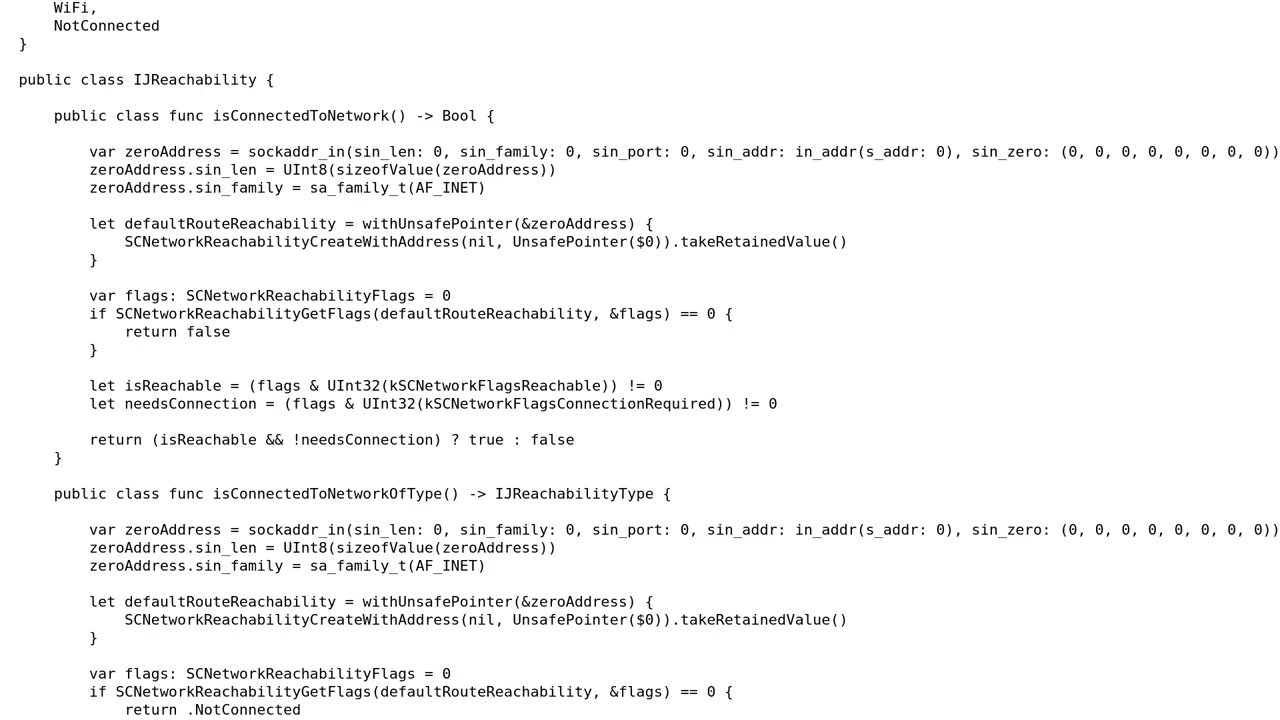 WiFi,
NotConnected
}
public class IJReachability {
public class func isConnectedToNetwork() -> Bool {
var zeroAddress = sockaddr_in(sin_len: 0, sin_family: 0, sin_port: 0, sin_addr: in_addr(s_addr: 0), sin_zero: (0, 0, 0, 0, 0, 0, 0, 0))
zeroAddress.sin_len = UInt8(sizeofValue(zeroAddress))
zeroAddress.sin_family = sa_family_t(AF_INET)
let defaultRouteReachability = withUnsafePointer(&zeroAddress) {
SCNetworkReachabilityCreateWithAddress(nil, UnsafePointer($0)).takeRetainedValue()
}
var flags: SCNetworkReachabilityFlags = 0
if SCNetworkReachabilityGetFlags(defaultRouteReachability, &flags) == 0 {
return false
}
let isReachable = (flags & UInt32(kSCNetworkFlagsReachable)) != 0
let needsConnection = (flags & UInt32(kSCNetworkFlagsConnectionRequired)) != 0
return (isReachable && !needsConnection) ? true : false
}
public class func isConnectedToNetworkOfType() -> IJReachabilityType {
var zeroAddress = sockaddr_in(sin_len: 0, sin_family: 0, sin_port: 0, sin_addr: in_addr(s_addr: 0), sin_zero: (0, 0, 0, 0, 0, 0, 0, 0))
zeroAddress.sin_len = UInt8(sizeofValue(zeroAddress))
zeroAddress.sin_family = sa_family_t(AF_INET)
let defaultRouteReachability = withUnsafePointer(&zeroAddress) {
SCNetworkReachabilityCreateWithAddress(nil, UnsafePointer($0)).takeRetainedValue()
}
var flags: SCNetworkReachabilityFlags = 0
if SCNetworkReachabilityGetFlags(defaultRouteReachability, &flags) == 0 {
return .NotConnected